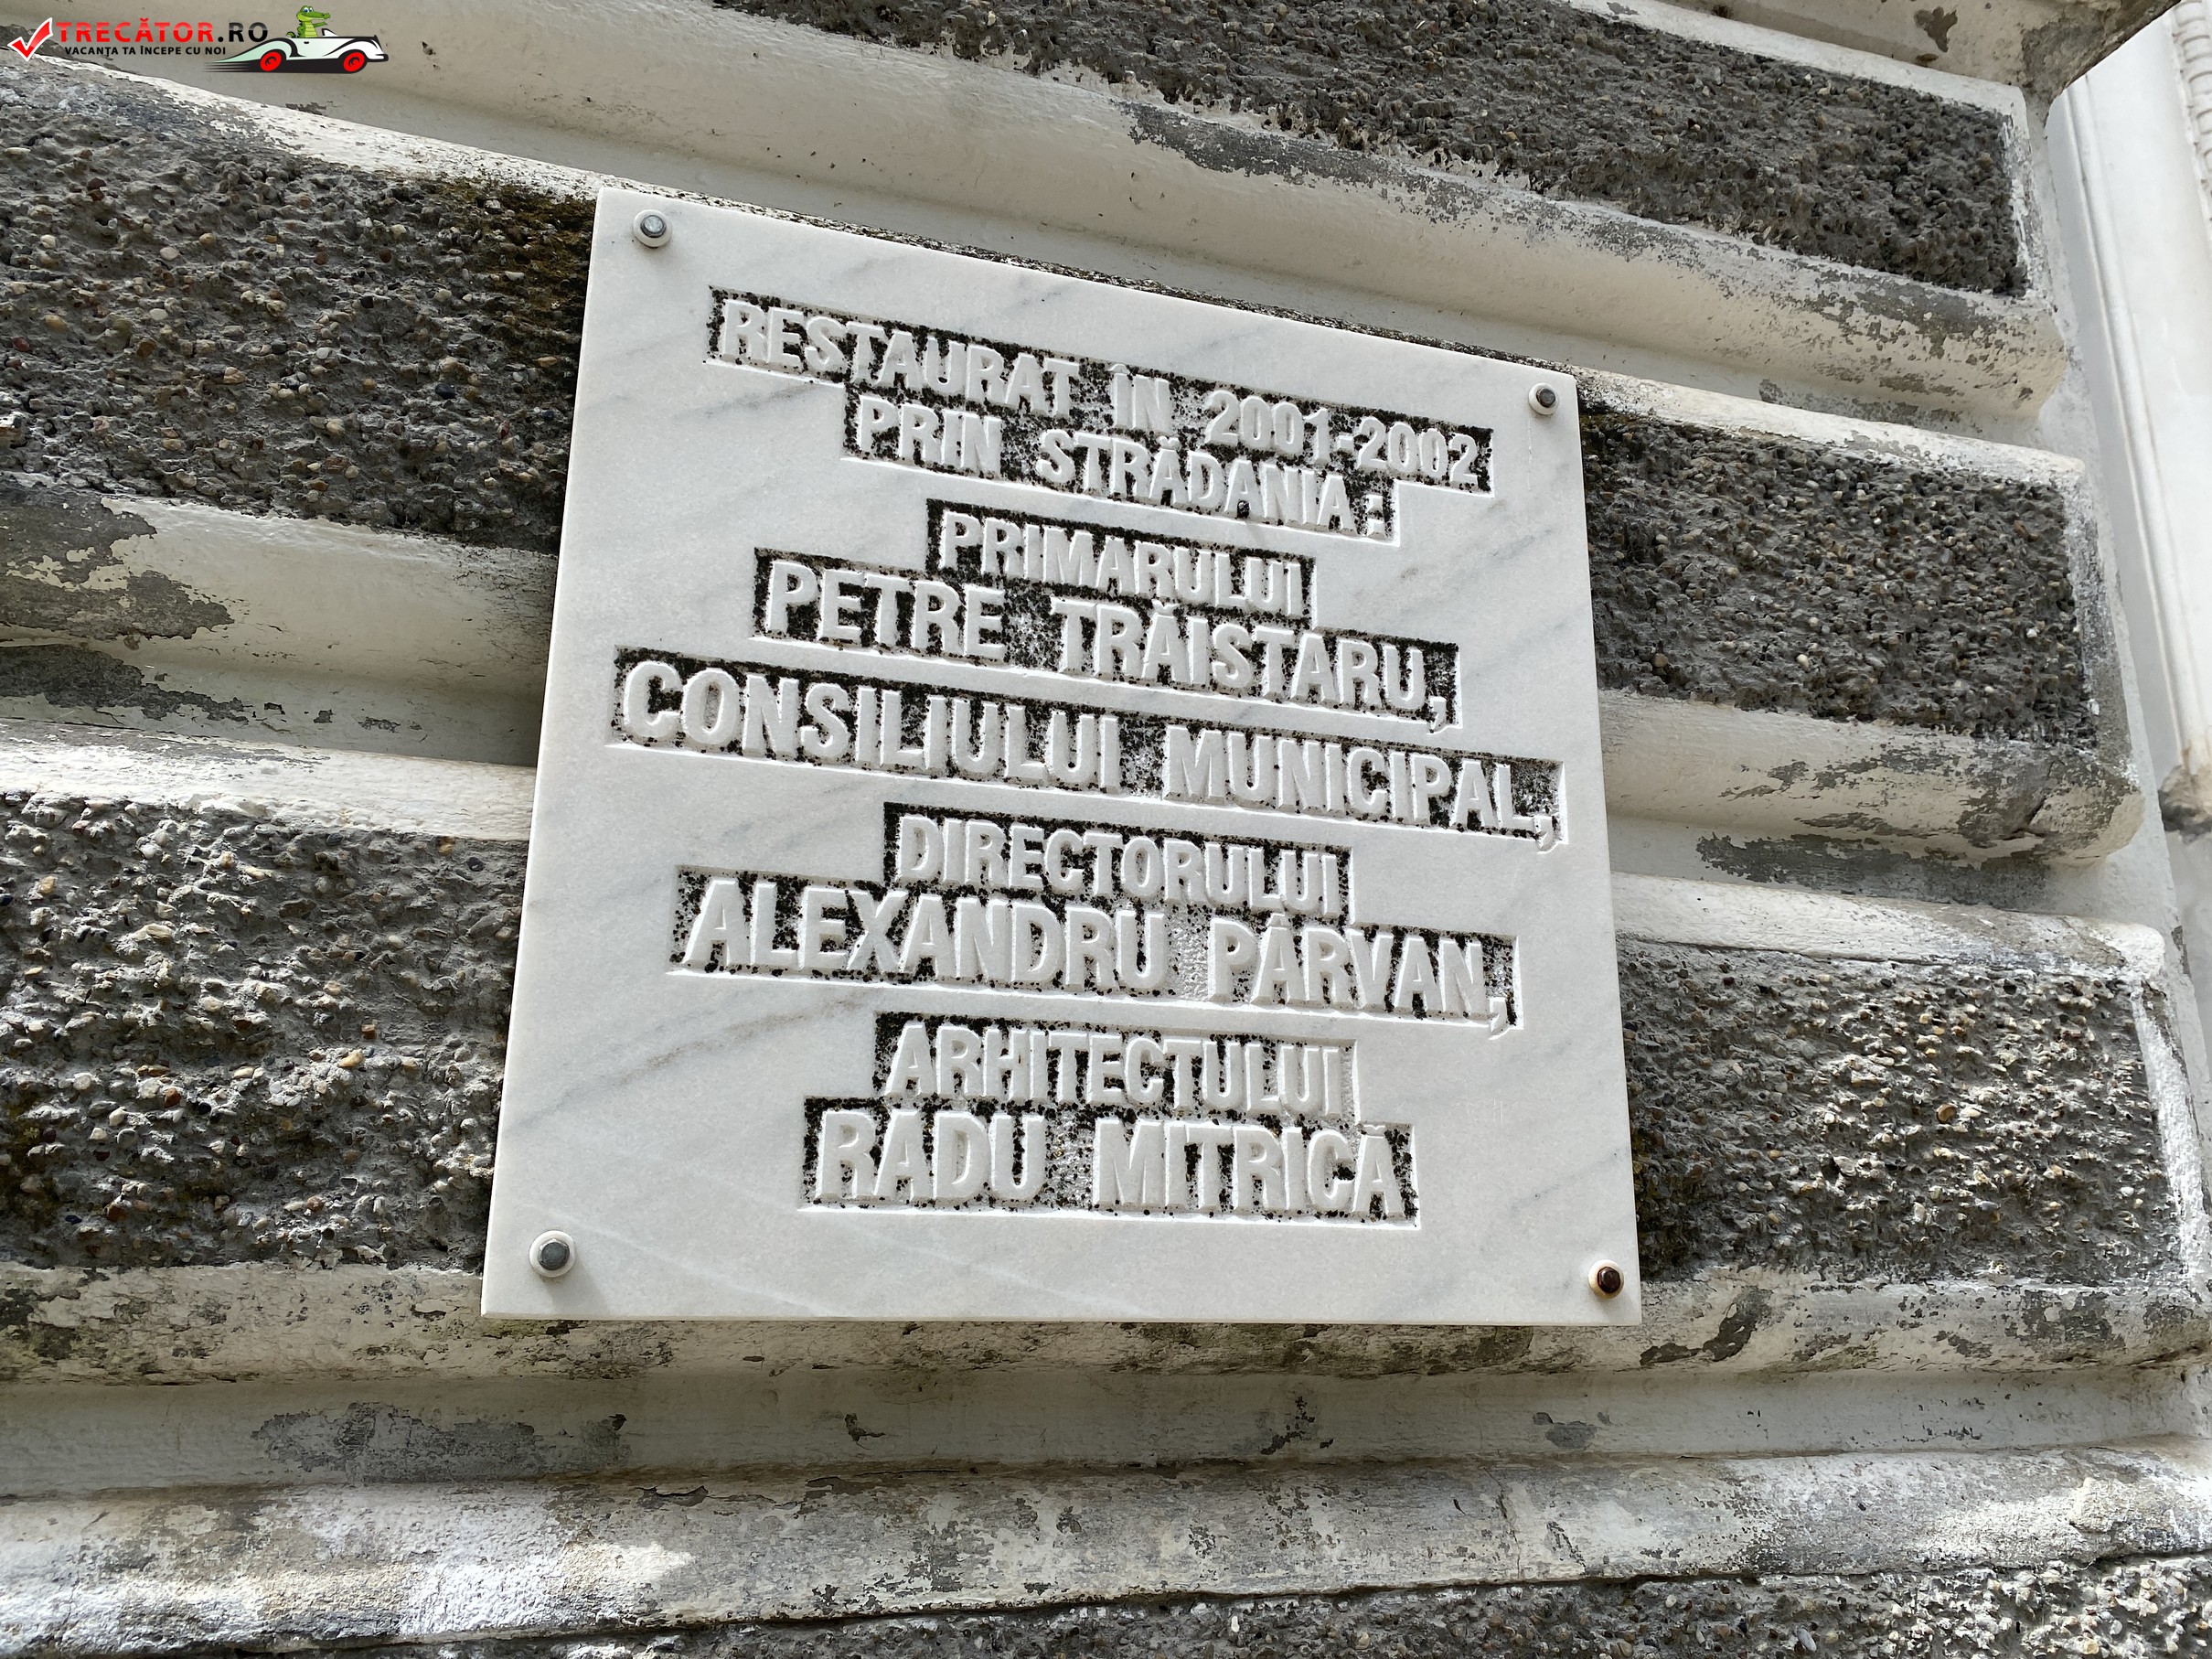 TRECĂTOR.RO
VACANȚA TA ÎNCEPE CU NOI
RESTAURAT ÎN 2001-2002
PRIN STRĂDANIA:
PRIMARULUI
PETRE TRĂISTARU,
CONSILIULUI MUNICIPAL,
DIRECTORULUI
ALEXANDRU PÂRVAN,
ARHITECTULUI
RADU MITRICĂ